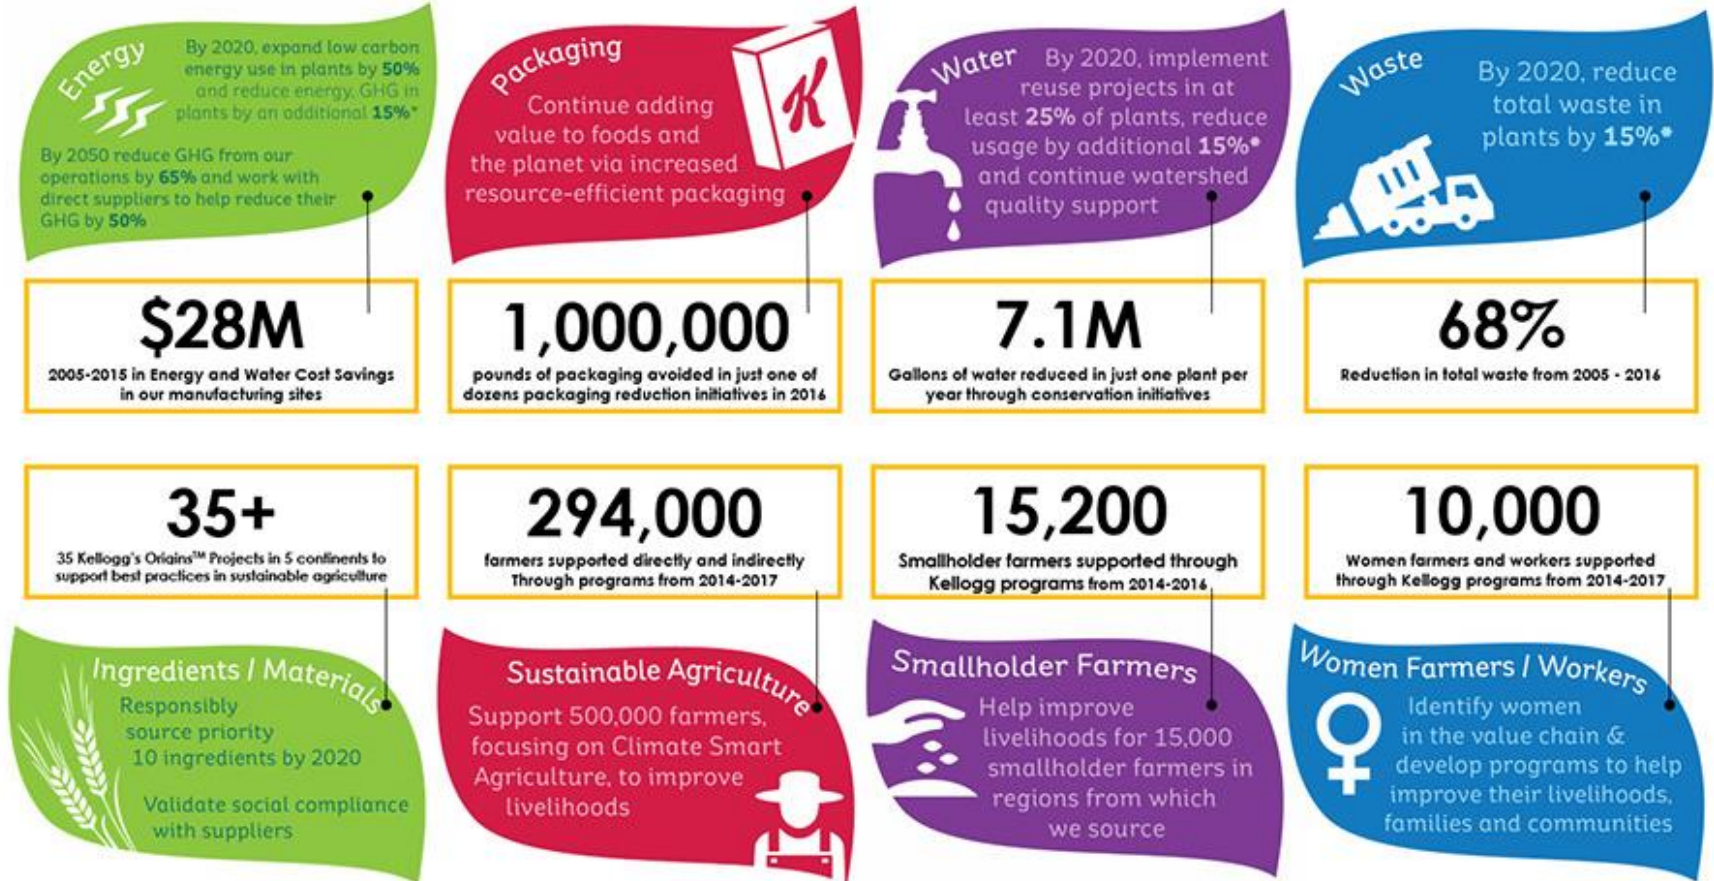 Energy
By 2020, expand low carbon
energy use in plants by 50%
and reduce energy, GHG in
plants by an additional 15%*
By 2050 reduce GHG from our
operations by 65% and work with
direct suppliers to help reduce their
GHG by 50%
$28M
2005-2015 in Energy and Water Cost Savings
in our manufacturing sites
Packaging
K
Continue adding
value to foods and
the planet via increased
resource-efficient packaging
1,000,000
pounds of packaging avoided in just one of
dozens packaging reduction initiatives in 2016
Water
By 2020, implement
reuse projects in at
least 25% of plants, reduce
usage by additional 15%*
and continue watershed
quality support
7.1M
Gallons of water reduced in just one plant per
year through conservation initiatives
Waste
By 2020, reduce
total waste in
plants by 15%*
68%
Reduction in total waste from 2005 - 2016
35+
35 Kellogg's Origins™ Projects in 5 continents to
support best practices in sustainable agriculture
Ingredients / Materials
Responsibly
source priority
10 ingredients by 2020
Validate social compliance
with suppliers
294,000
farmers supported directly and indirectly
Through programs from 2014-2017
Sustainable Agriculture
Support 500,000 farmers,
focusing on Climate Smart
Agriculture, to improve
livelihoods
15,200
Smallholder farmers supported through
Kellogg programs from 2014-2016
Smallholder Farmers
Help improve
livelihoods for 15,000
smallholder farmers in
regions from which
we source
10,000
Women farmers and workers supported
through Kellogg programs from 2014-2017
Women Farmers / Workers
Identify women
in the value chain &
develop programs to help
improve their livelihoods,
families and communities